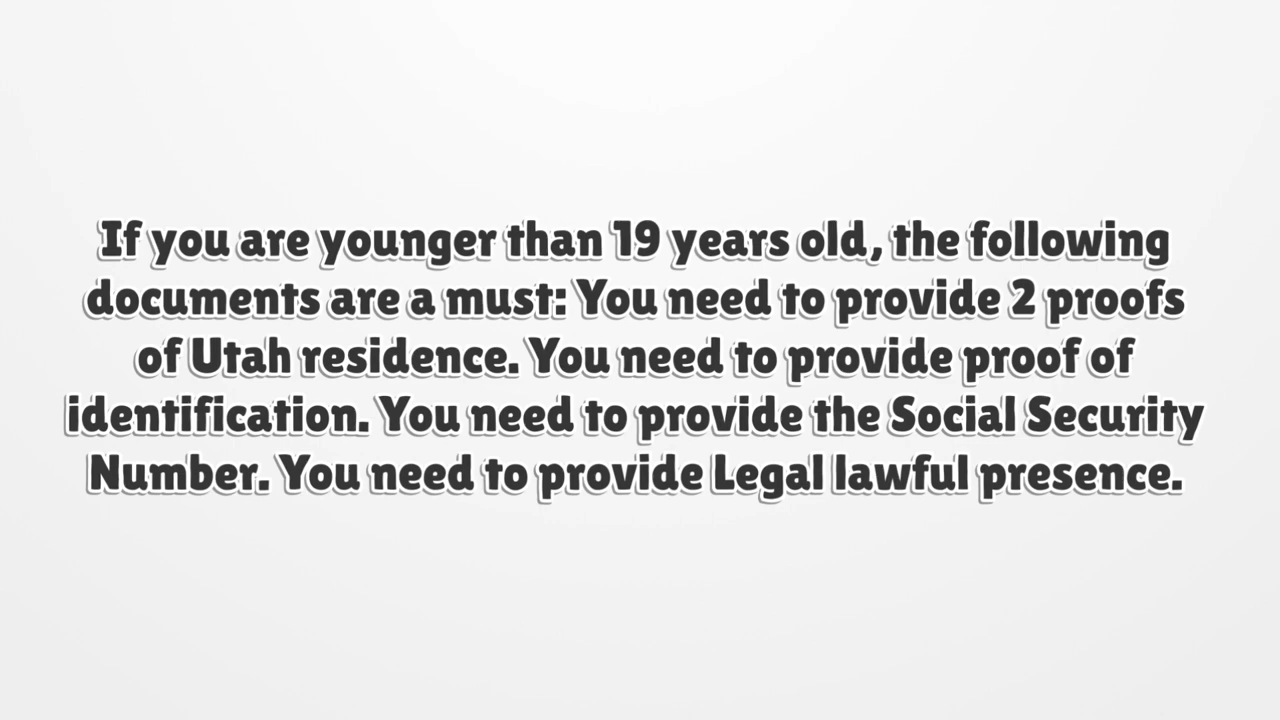 If you are younger than 19 years old, the following
documents are a must: You need to provide 2 proofs
of Utah residence. You need to provide proof of
identification. You need to provide the Social Security
Number. You need to provide Legal lawful presence.